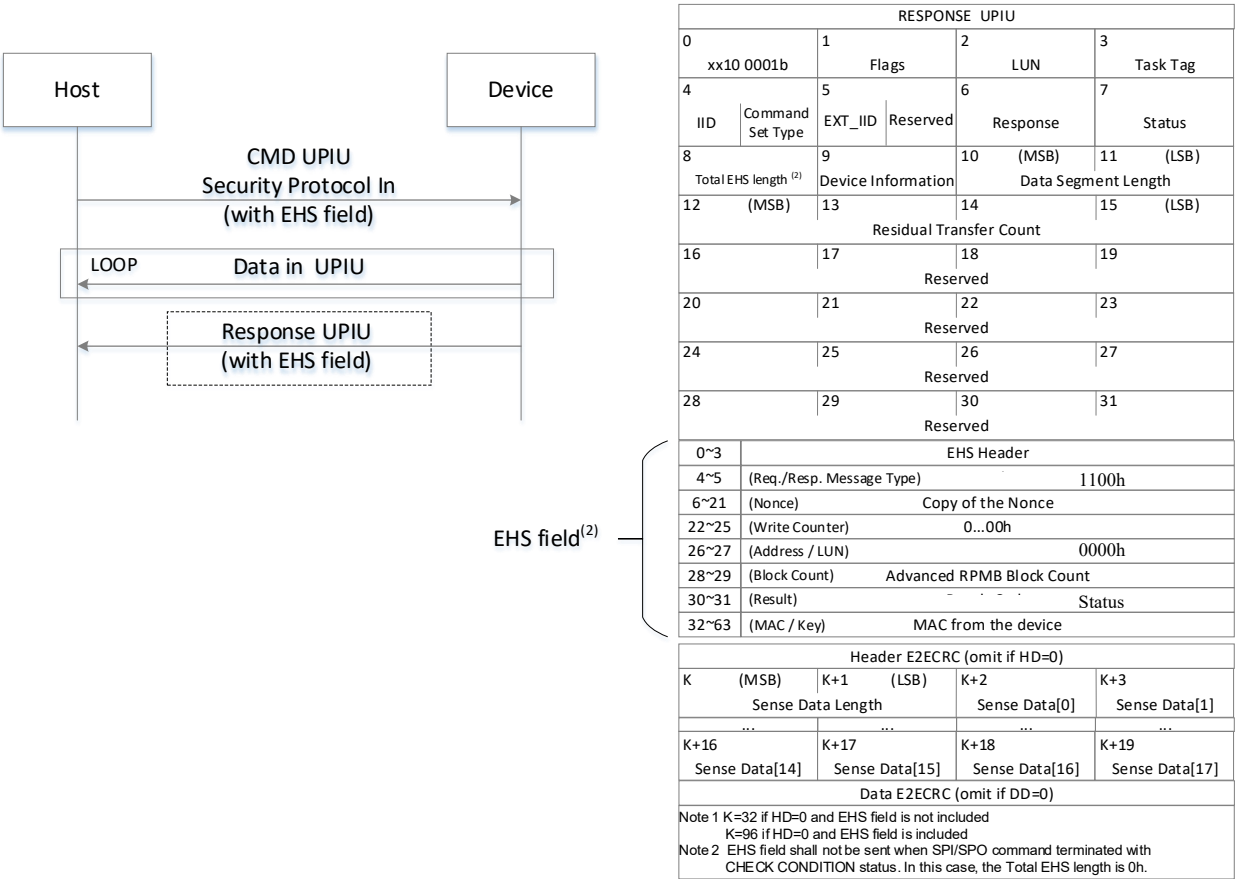 Host
Device
CMD UPIU
Security Protocol In
(with EHS field)
LOOP Data in UPIU
Response UPIU
(with EHS field)
RESPONSE UPIU
0 1 2 3
xx10 0001b Flags LUN Task Tag
4 5 6 7
IID Command Set Type EXT_IID Reserved Response Status
8 9 10 (MSB) 11 (LSB)
Total EHS length (2) Device Information Data Segment Length
12 (MSB) 13 14 15 (LSB)
Residual Transfer Count
16 17 18 19
Reserved
20 21 22 23
Reserved
24 25 26 27
Reserved
28 29 30 31
Reserved
EHS field(2)
0~3 EHS Header
4~5 (Req./Resp. Message Type) 1100h
6~21 (Nonce) Copy of the Nonce
22~25 (Write Counter) 0...00h
26~27 (Address / LUN) 0000h
28~29 (Block Count) Advanced RPMB Block Count
30~31 (Result) Status
32~63 (MAC / Key) MAC from the device
Header E2ECRC (omit if HD=0)
K (MSB) K+1 (LSB) K+2 K+3
Sense Data Length Sense Data[0] Sense Data[1]
... ... ... ...
K+16 K+17 K+18 K+19
Sense Data[14] Sense Data[15] Sense Data[16] Sense Data[17]
Data E2ECRC (omit if DD=0)
Note 1 K=32 if HD=0 and EHS field is not included
K=96 if HD=0 and EHS field is included
Note 2 EHS field shall not be sent when SPI/SPO command terminated with
CHECK CONDITION status. In this case, the Total EHS length is 0h.